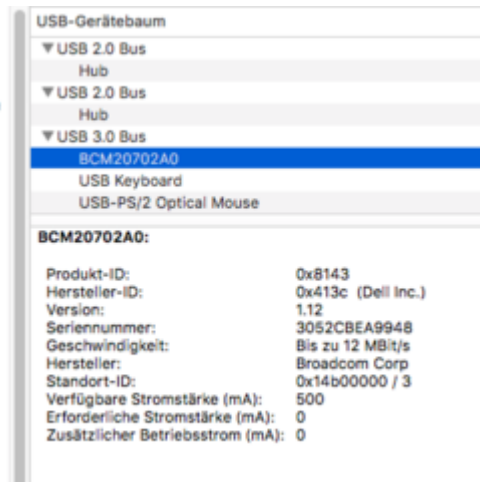 USB-Gerätebaum
▼USB 2.0 Bus
Hub
▼USB 2.0 Bus
Hub
▼USB 3.0 Bus
BCM20702A0
USB Keyboard
USB-PS/2 Optical Mouse
BCM20702A0:
Produkt-ID: 0x8143
Hersteller-ID: 0x413c (Dell Inc.)
Version: 1.12
Seriennummer: 3052CBEA9948
Geschwindigkeit: Bis zu 12 MBit/s
Hersteller: Broadcom Corp
Standort-ID: 0x14b00000 / 3
Verfügbare Stromstärke (mA): 500
Erforderliche Stromstärke (mA): 0
Zusätzlicher Betriebsstrom (mA): 0